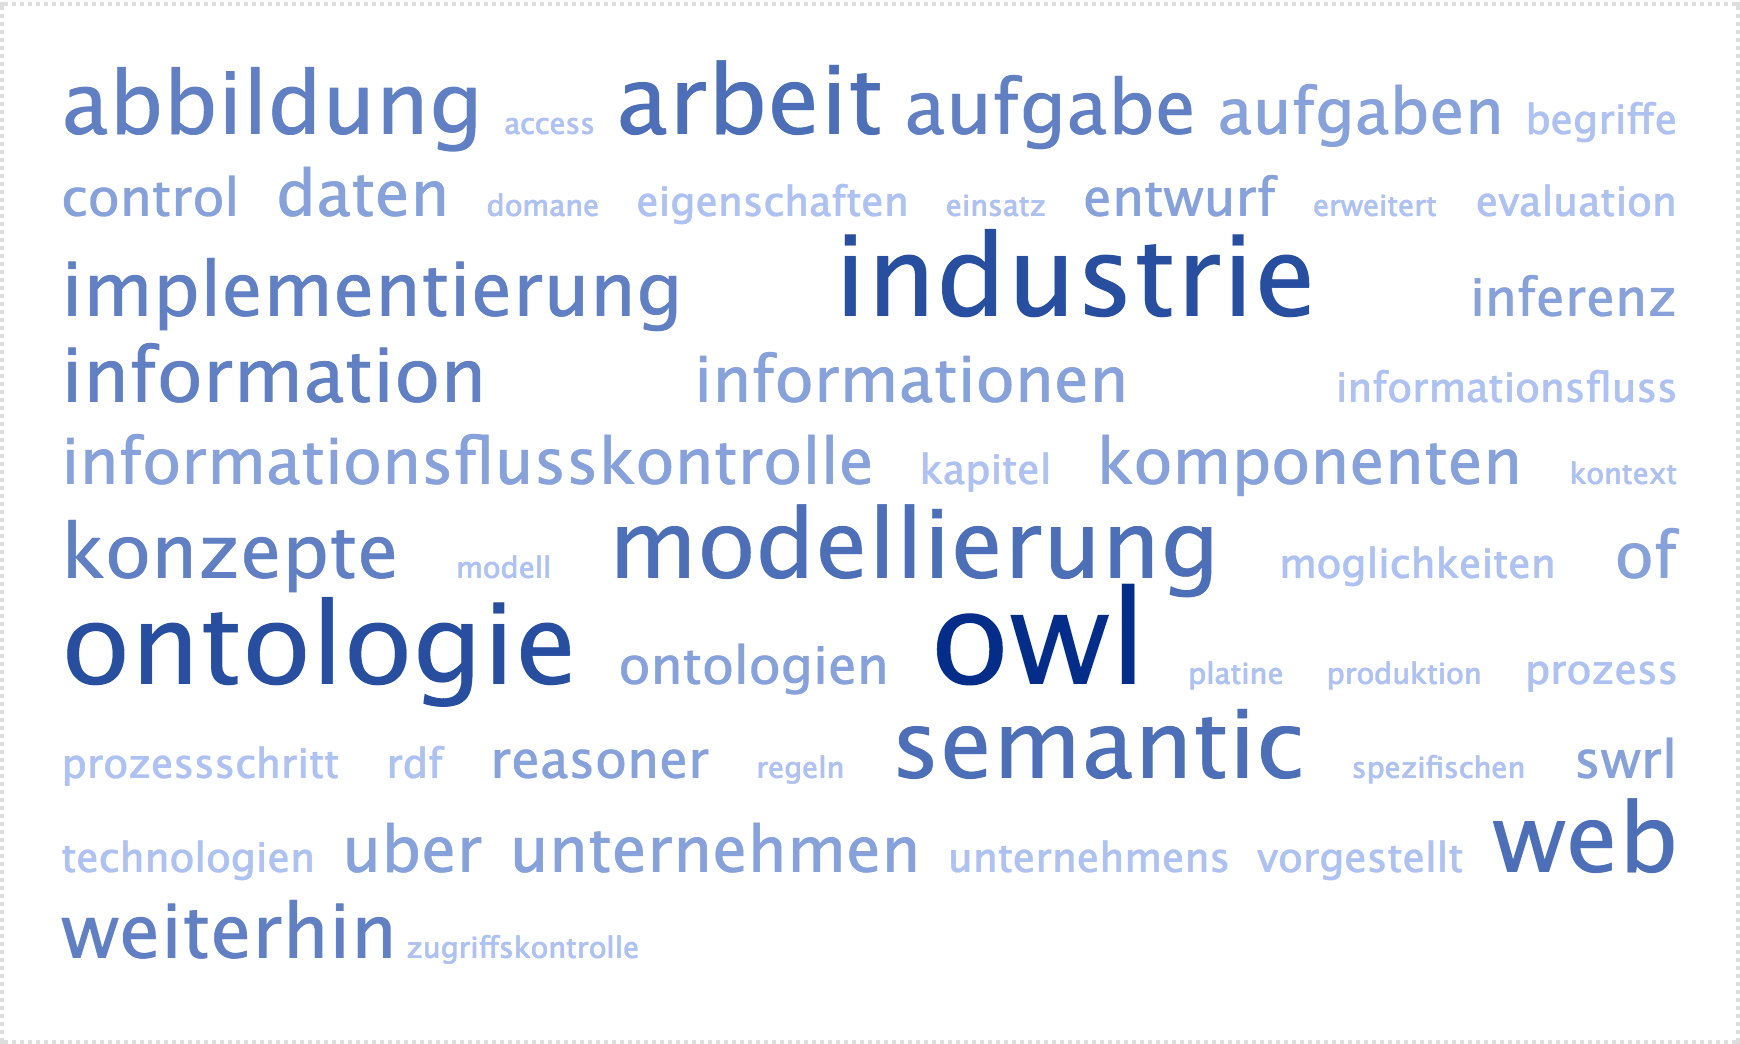 abbildung access arbeit aufgabe aufgaben begriffe
control daten domane eigenschaften einsatz entwurf erweitert evaluation
implementierung industrie inferenz
information informationen informationsfluss
informationsflusskontrolle kapitel komponenten kontext
konzepte modell modellierung moglichkeiten of
ontologie ontologien owl platine produktion prozess
prozessschritt rdf reasoner regeln semantic spezifischen swrl
technologien uber unternehmen unternehmens vorgestellt web
weiterhin zugriffskontrolle